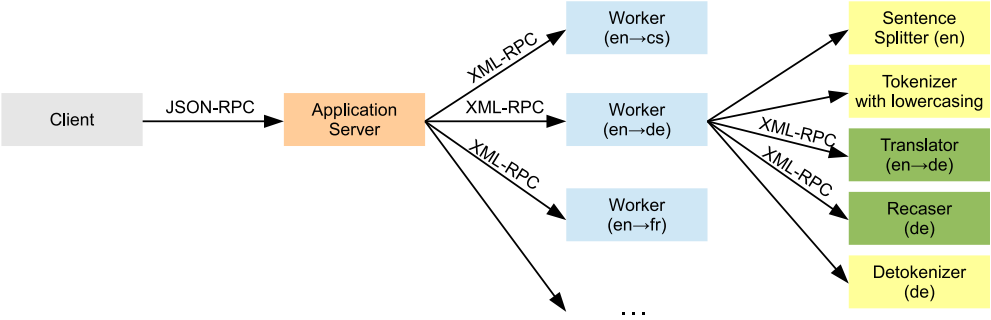 Client
JSON-RPC
Application
Server
XML-RPC
XML-RPC
XML-RPC
Worker
(en→cs)
Worker
(en→de)
Worker
(en→fr)
...
XML-RPC
XML-RPC
Sentence
Splitter (en)
Tokenizer
with lowercasing
Translator
(en→de)
Recaser
(de)
Detokenizer
(de)